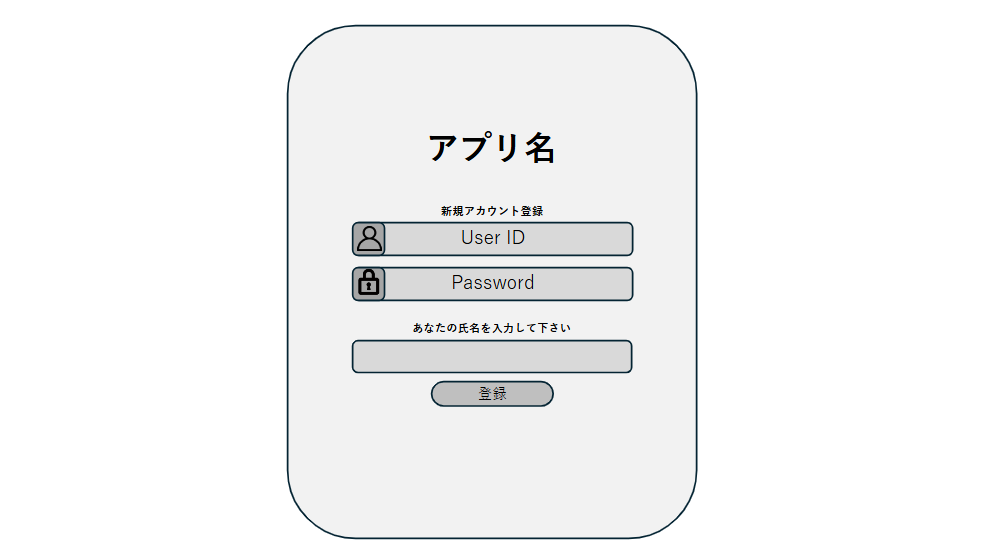 アプリ名
新規アカウント登録
User ID
Password
あなたの氏名を入力して下さい
登録